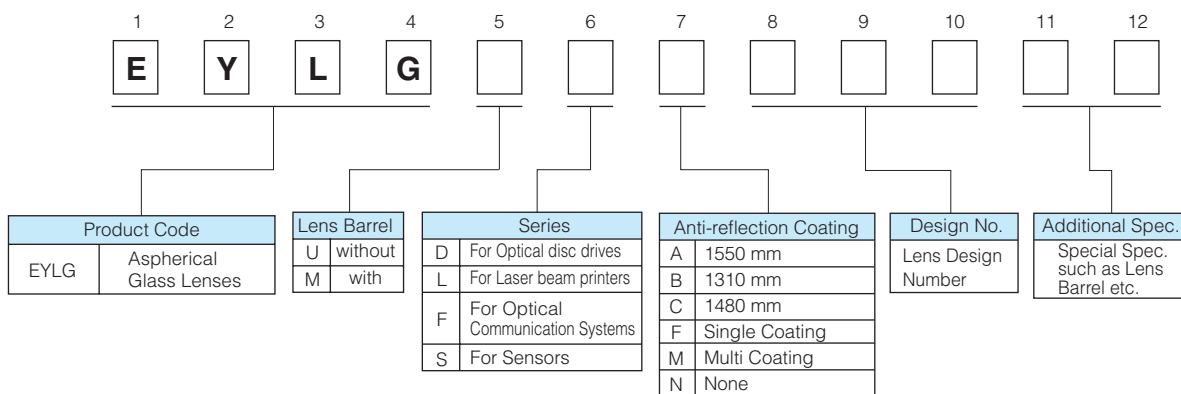 1 2 3 4 5 6 7 8 9 10 11 12
E Y L G
Product Code
EYLG Aspherical
Glass Lenses
Lens Barrel
U without
M with
Series
D For Optical disc drives
L For Laser beam printers
F For Optical
Communication Systems
S For Sensors
Anti-reflection Coating
A 1550 mm
B 1310 mm
C 1480 mm
F Single Coating
M Multi Coating
N None
Design No.
Lens Design
Number
Additional Spec.
Special Spec.
such as Lens
Barrel etc.